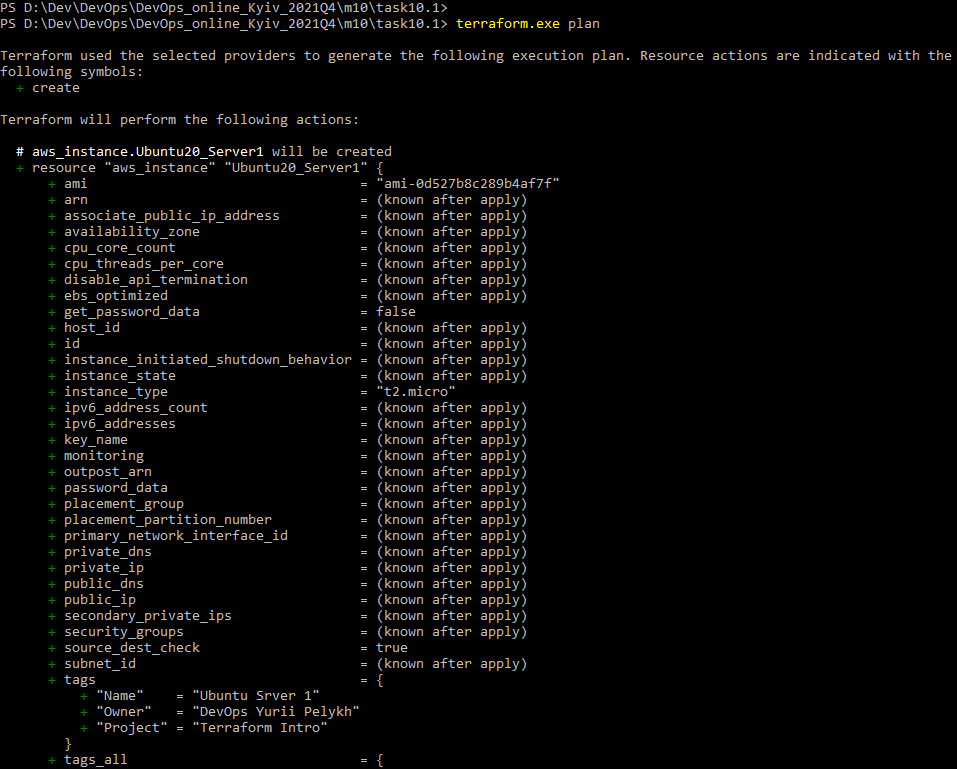 PS D:\Dev\DevOps\DevOps_online_Kyiv_2021Q4\m10\task10.1>
PS D:\Dev\DevOps\DevOps_online_Kyiv_2021Q4\m10\task10.1> terraform.exe plan
Terraform used the selected providers to generate the following execution plan. Resource actions are indicated with the
following symbols:
+ create
Terraform will perform the following actions:
# aws_instance.Ubuntu20_Server1 will be created
+ resource "aws_instance" "Ubuntu20_Server1" {
+ ami = "ami-0d527b8c289b4af7f"
+ arn = (known after apply)
+ associate_public_ip_address = (known after apply)
+ availability_zone = (known after apply)
+ cpu_core_count = (known after apply)
+ cpu_threads_per_core = (known after apply)
+ disable_api_termination = (known after apply)
+ ebs_optimized = (known after apply)
+ get_password_data = false
+ host_id = (known after apply)
+ id = (known after apply)
+ instance_initiated_shutdown_behavior = (known after apply)
+ instance_state = (known after apply)
+ instance_type = "t2.micro"
+ ipv6_address_count = (known after apply)
+ ipv6_addresses = (known after apply)
+ key_name = (known after apply)
+ monitoring = (known after apply)
+ outpost_arn = (known after apply)
+ password_data = (known after apply)
+ placement_group = (known after apply)
+ placement_partition_number = (known after apply)
+ primary_network_interface_id = (known after apply)
+ private_dns = (known after apply)
+ private_ip = (known after apply)
+ public_dns = (known after apply)
+ public_ip = (known after apply)
+ secondary_private_ips = (known after apply)
+ security_groups = (known after apply)
+ source_dest_check = true
+ subnet_id = (known after apply)
+ tags = {
+ "Name" = "Ubuntu Srver 1"
+ "Owner" = "DevOps Yurii Pelykh"
+ "Project" = "Terraform Intro"
}
+ tags_all = {